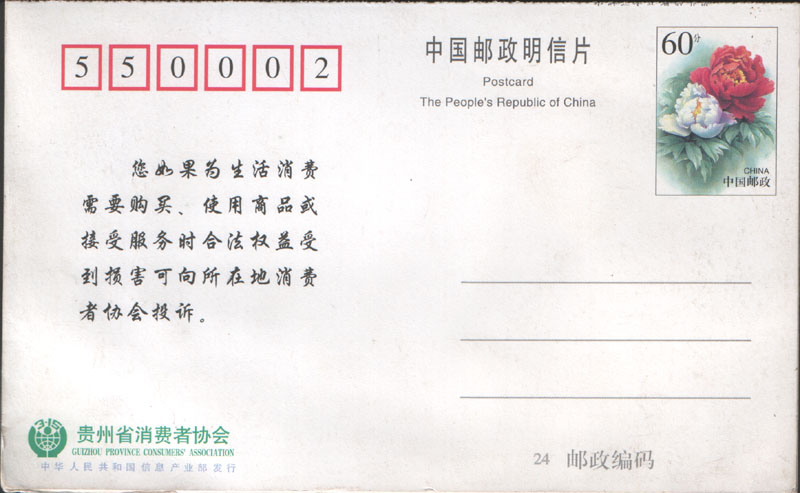 550002
中国邮政明信片
Postcard
The People's Republic of China
60分
CHINA
中国邮政
您如果为生活消费
需要购买、使用商品或
接受服务时合法权益受
到损害可向所在地消费
者协会投诉。
3·15
贵州省消费者协会
GUIZHOU PROVINCE CONSUMERS' ASSOCIATION
中华人民共和国信息产业部发行
24 邮政编码